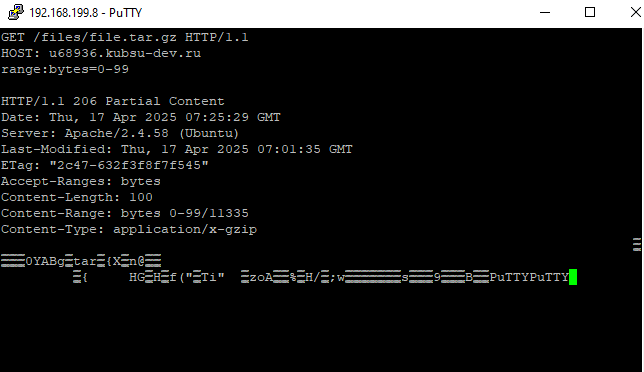 192.168.199.8 - PuTTY
GET /files/file.tar.gz HTTP/1.1
HOST: u68936.kubsu-dev.ru
range:bytes=0-99
HTTP/1.1 206 Partial Content
Date: Thu, 17 Apr 2025 07:25:29 GMT
Server: Apache/2.4.58 (Ubuntu)
Last-Modified: Thu, 17 Apr 2025 07:01:35 GMT
ETag: "2c47-632f3f8f7f545"
Accept-Ranges: bytes
Content-Length: 100
Content-Range: bytes 0-99/11335
Content-Type: application/x-gzip
0YABg tar {X n@
{ HG H f(" Ti" zoA % H/ ;w s 9 B PuTTYPuTTY